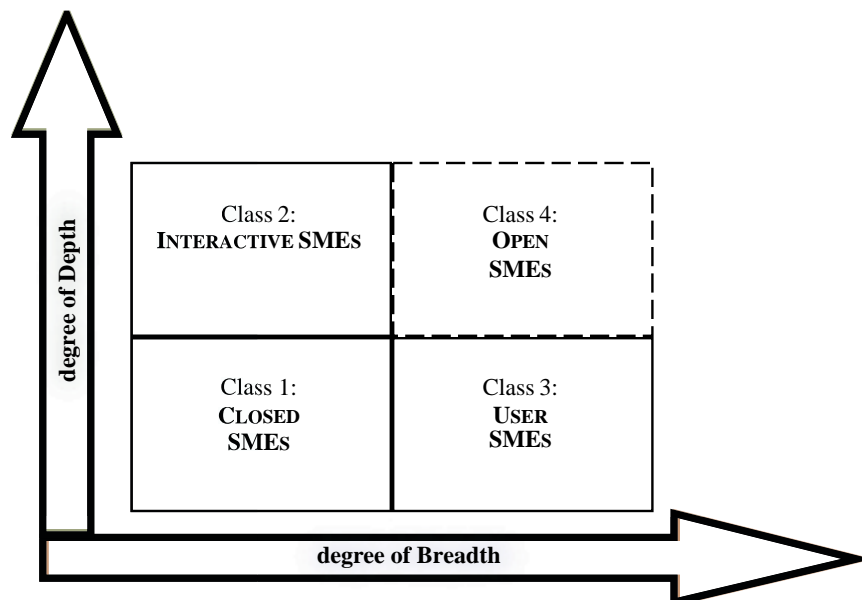 degree of Depth
Class 2:
INTERACTIVE SMES
Class 4:
OPEN
SMES
Class 1:
CLOSED
SMES
Class 3:
USER
SMES
degree of Breadth